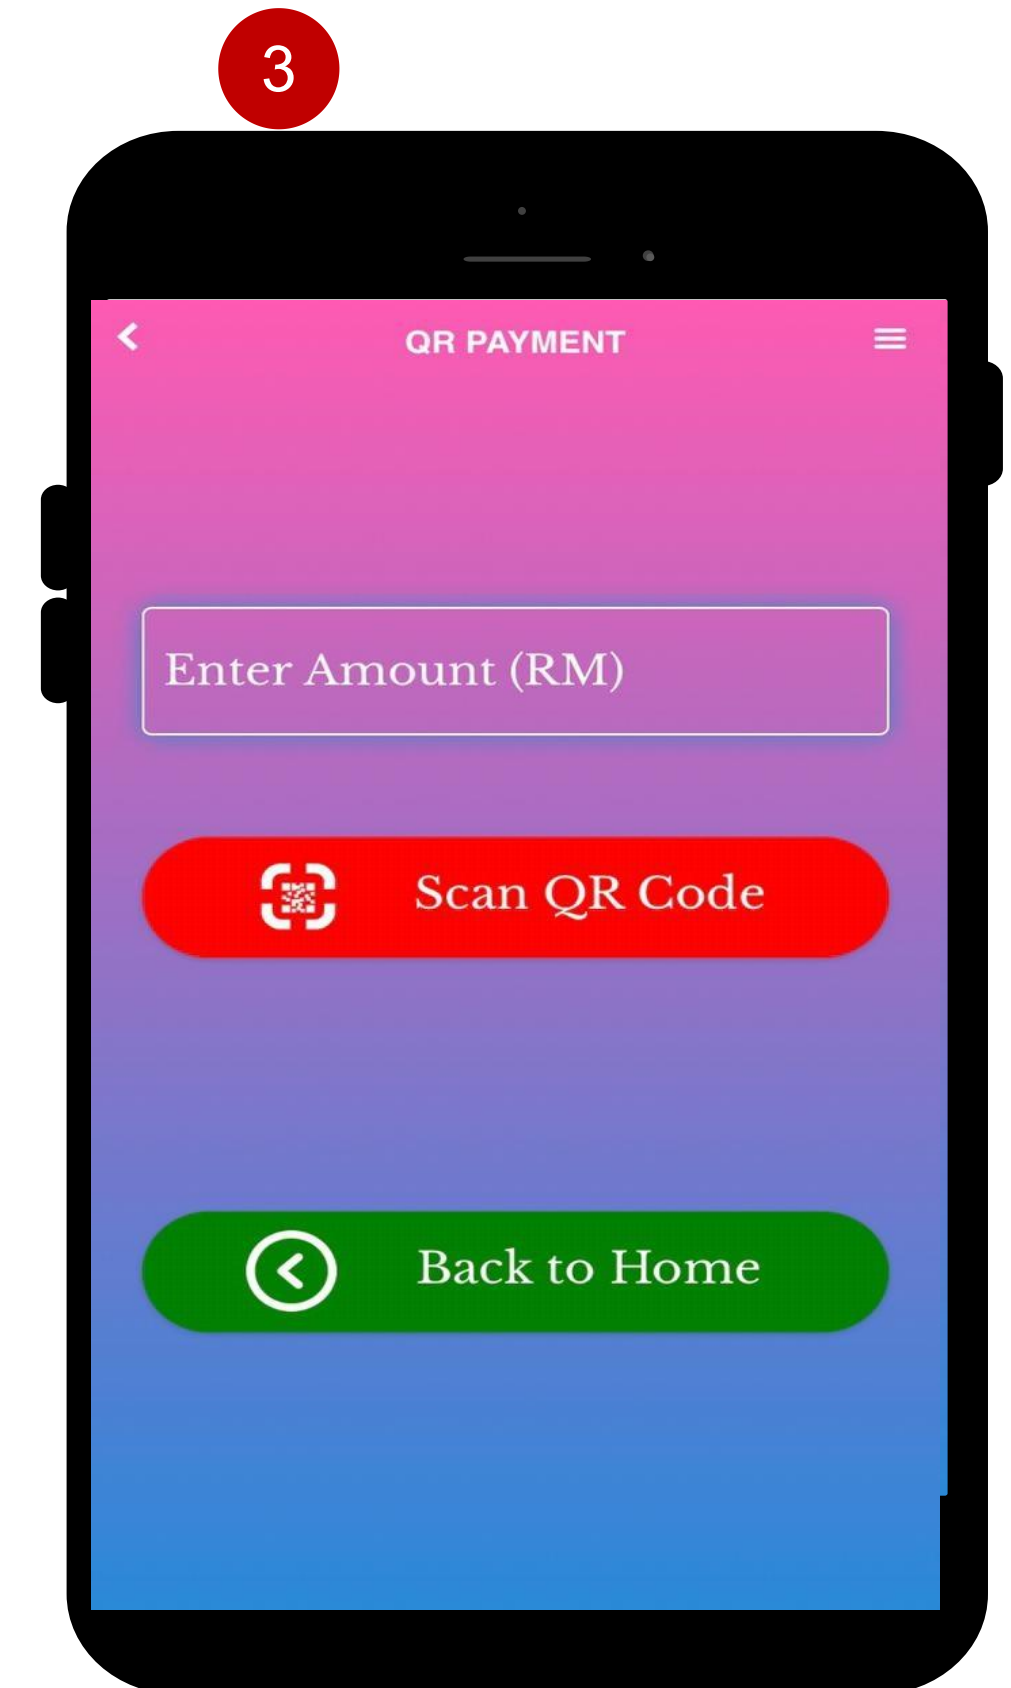 3
QR PAYMENT
Enter Amount (RM)
Scan QR Code
Back to Home